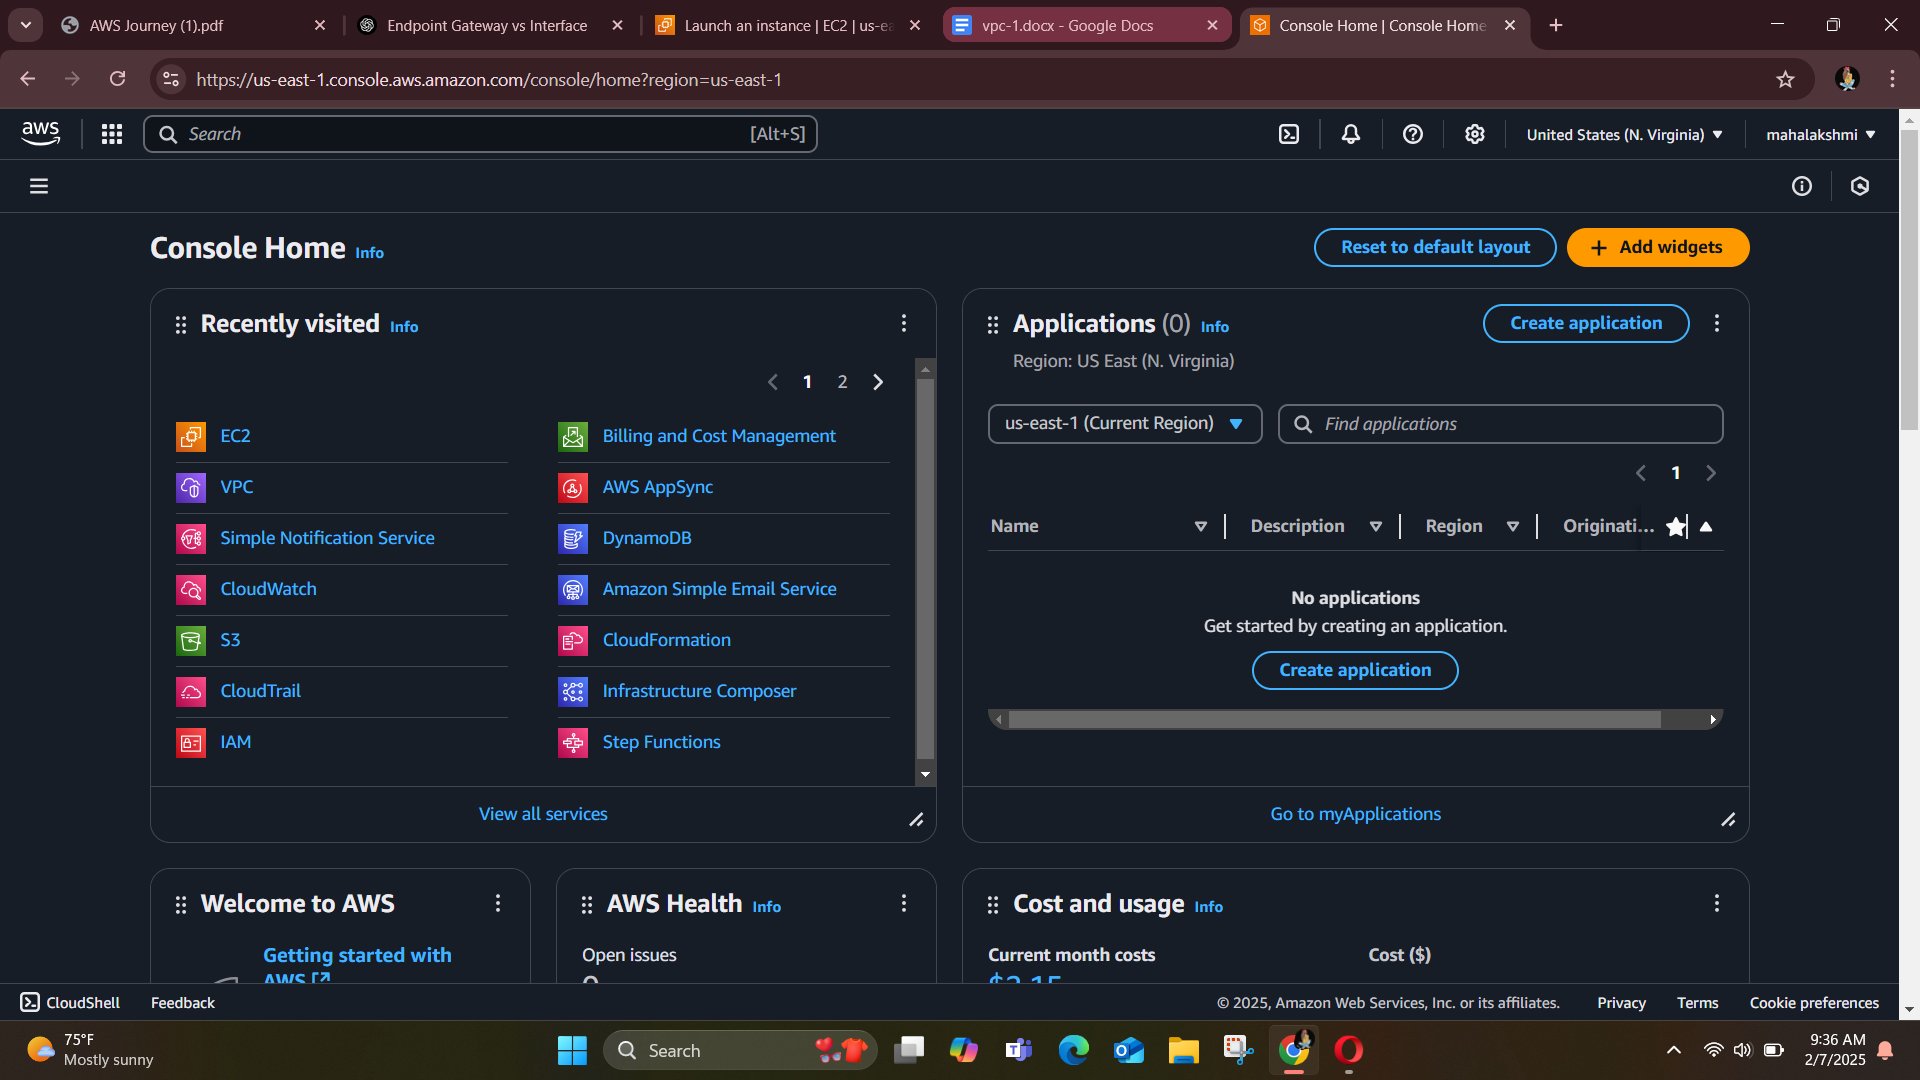 AWS Journey (1).pdf
Endpoint Gateway vs Interface
Launch an instance | EC2 | us-ea
vpc-1.docx - Google Docs
Console Home | Console Home
https://us-east-1.console.aws.amazon.com/console/home?region=us-east-1
aws
Search
[Alt+S]
United States (N. Virginia)
mahalakshmi
Console Home Info
Reset to default layout
Add widgets
Recently visited Info
1 2
EC2
VPC
Simple Notification Service
CloudWatch
S3
CloudTrail
IAM
Billing and Cost Management
AWS AppSync
DynamoDB
Amazon Simple Email Service
CloudFormation
Infrastructure Composer
Step Functions
View all services
Applications (0) Info
Create application
Region: US East (N. Virginia)
us-east-1 (Current Region)
Find applications
1
Name
Description
Region
Originati...
No applications
Get started by creating an application.
Create application
Go to myApplications
Welcome to AWS
Getting started with
AWS
AWS Health Info
Open issues
0
Cost and usage Info
Current month costs
Cost ($)
CloudShell
Feedback
© 2025, Amazon Web Services, Inc. or its affiliates.
Privacy
Terms
Cookie preferences
75°F
Mostly sunny
Search
9:36 AM
2/7/2025